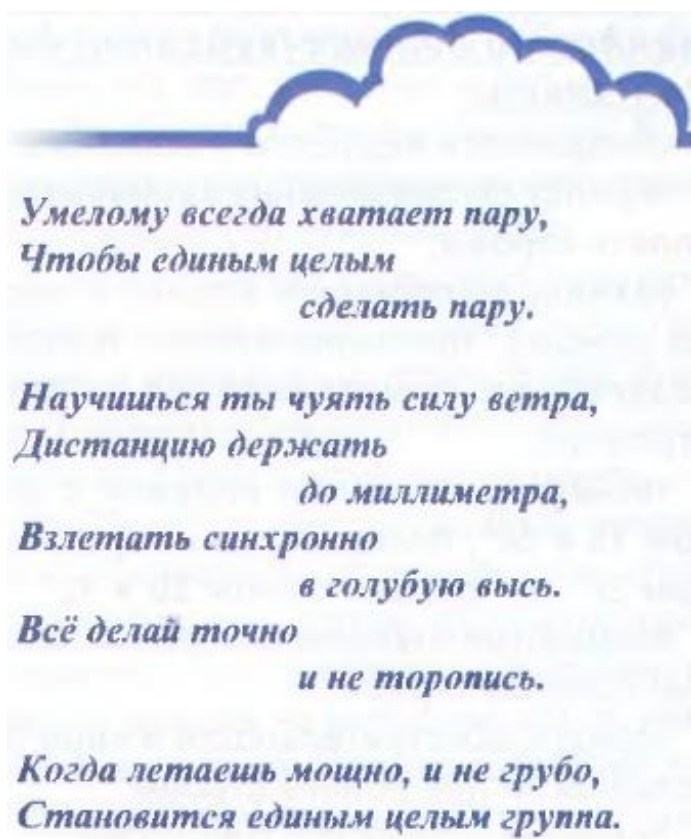 Умелому всегда хватает пару,
Чтобы единым целым
сделать пару.
Научишься ты чуять силу ветра,
Дистанцию держать
до миллиметра,
Взлетать синхронно
в голубую высь.
Всё делай точно
и не торопись.
Когда летаешь мощно, и не грубо,
Становится единым целым группа.